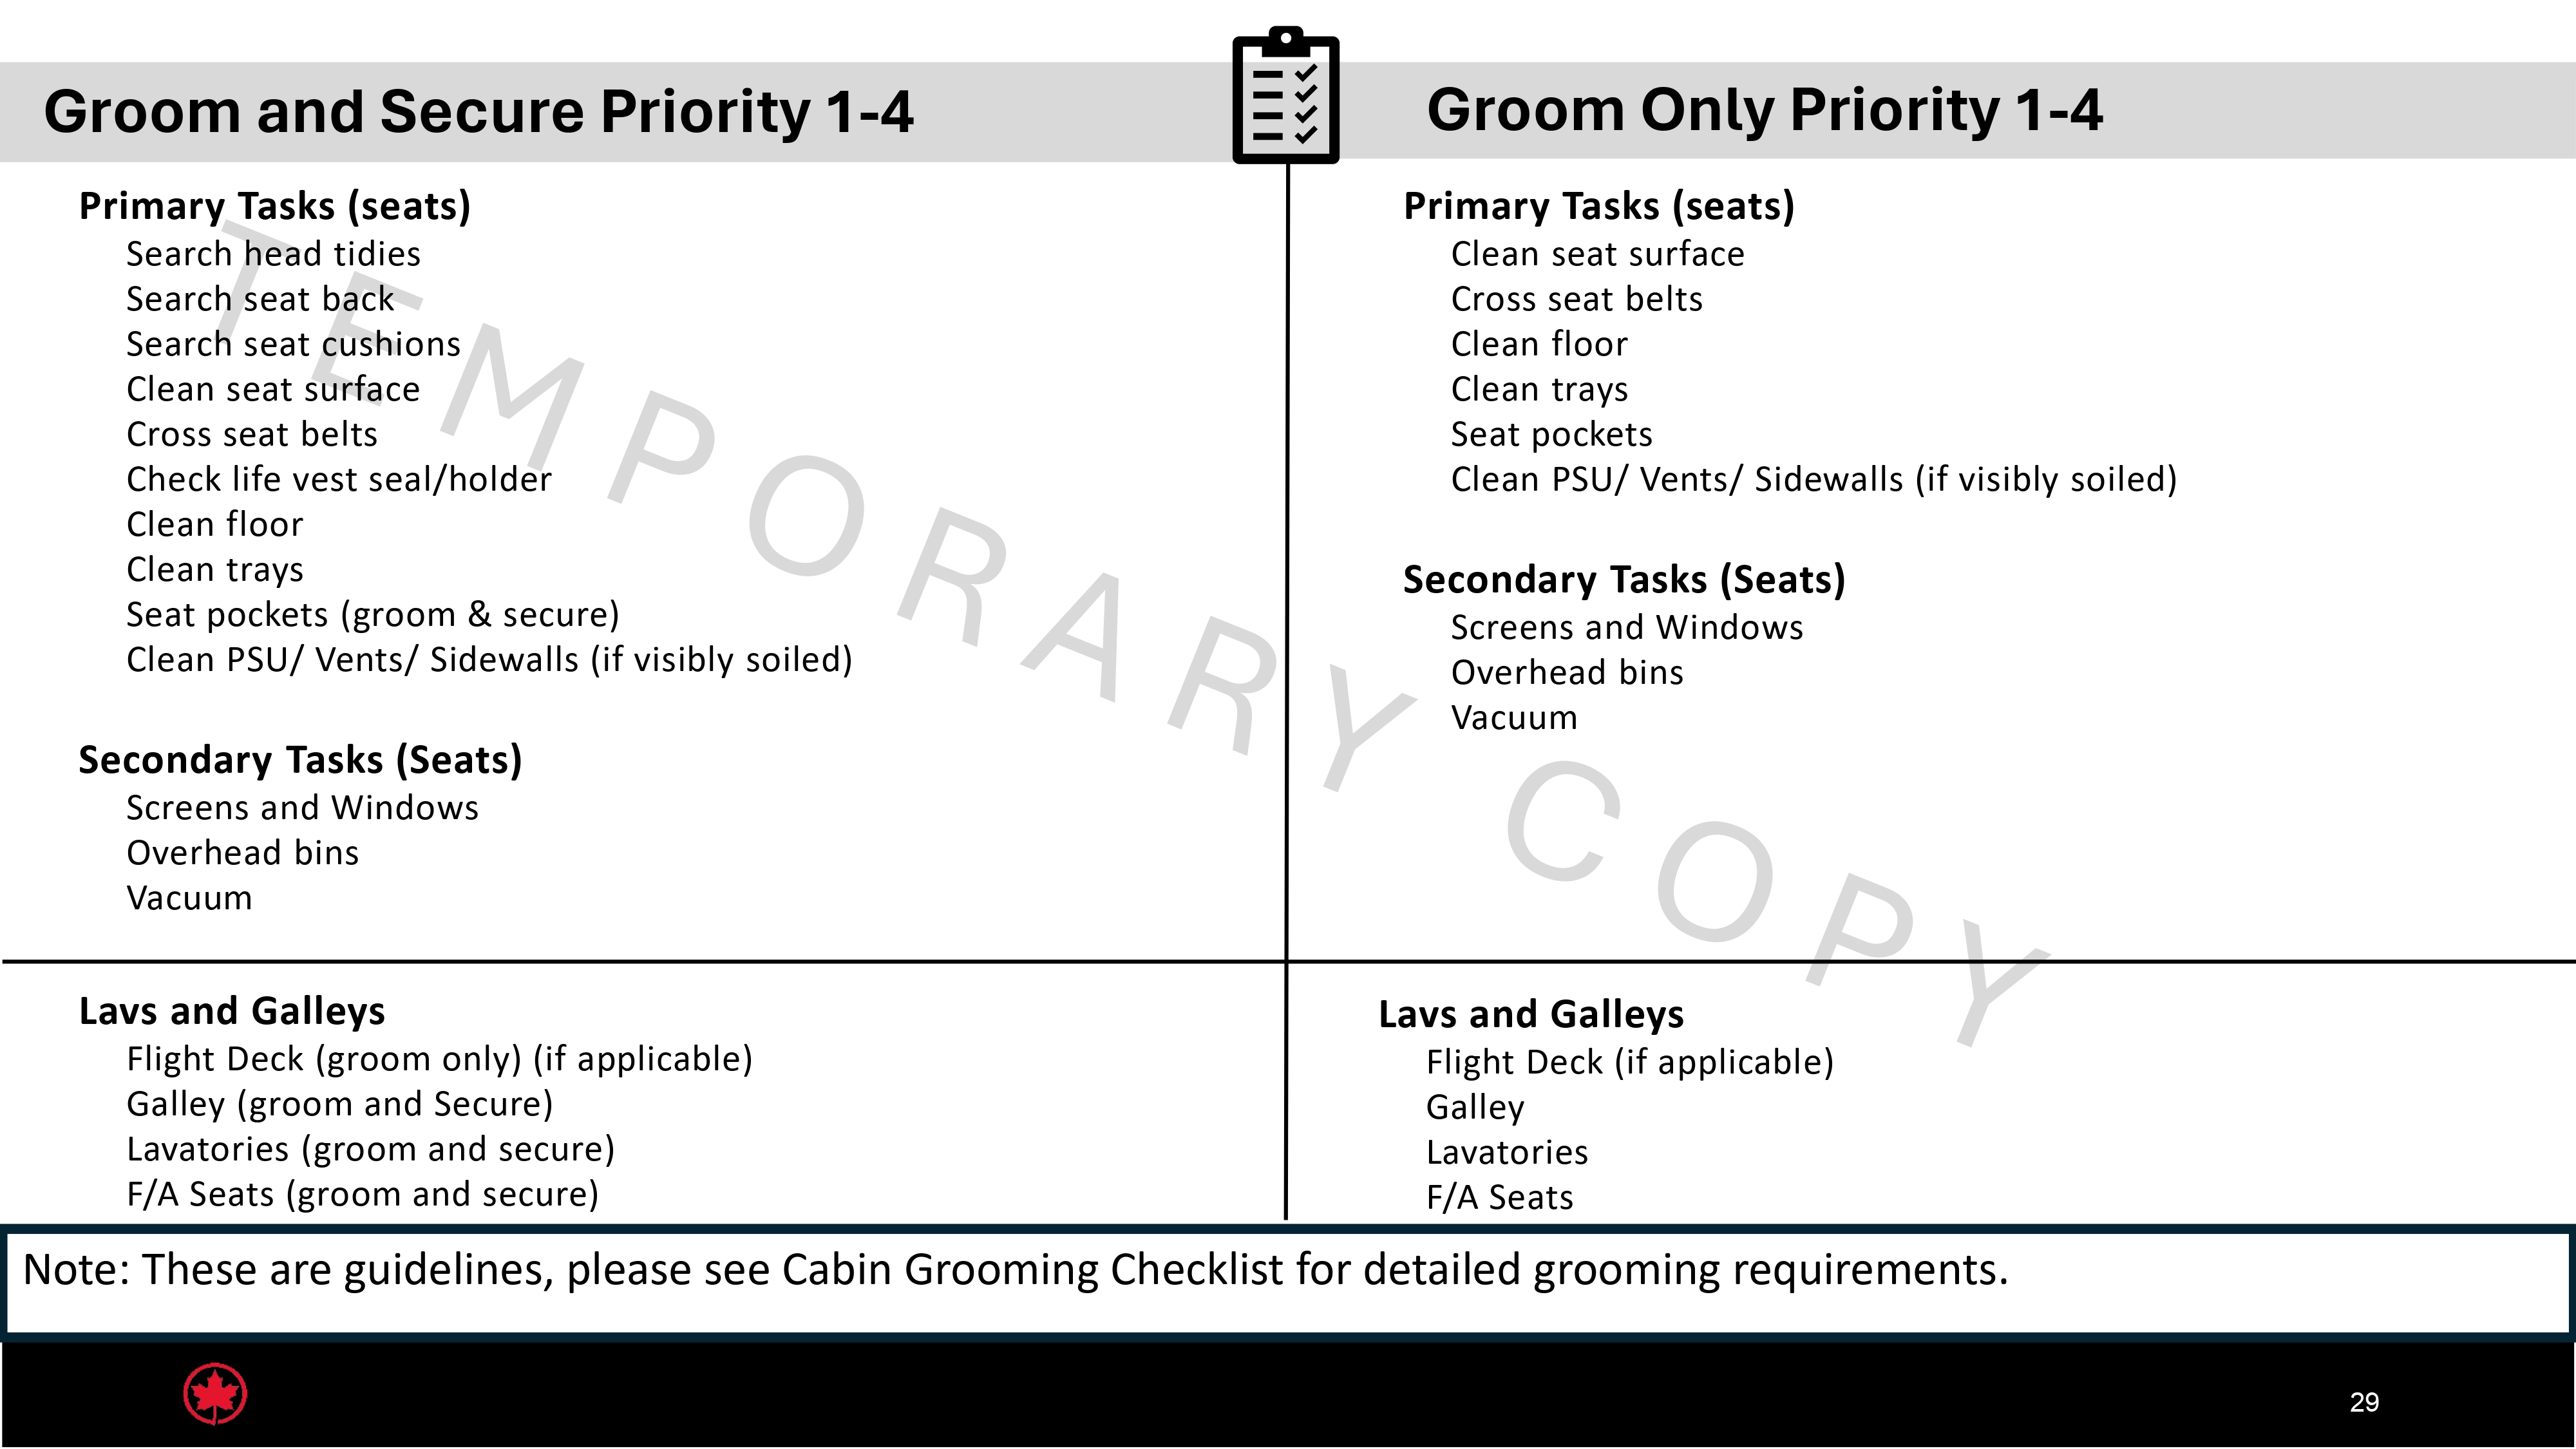 Groom and Secure Priority 1-4
Primary Tasks (seats)
Search head tidies
Search seat back
Search seat cushions
Clean seat surface
Cross seat belts
Check life vest seal/holder
Clean floor
Clean trays
Seat pockets (groom & secure)
Clean PSU/ Vents/ Sidewalls (if visibly soiled)
Secondary Tasks (Seats)
Screens and Windows
Overhead bins
Vacuum
Lavs and Galleys
Flight Deck (groom only) (if applicable)
Galley (groom and Secure)
Lavatories (groom and secure)
F/A Seats (groom and secure)
Groom Only Priority 1-4
Primary Tasks (seats)
Clean seat surface
Cross seat belts
Clean floor
Clean trays
Seat pockets
Clean PSU/ Vents/ Sidewalls (if visibly soiled)
Secondary Tasks (Seats)
Screens and Windows
Overhead bins
Vacuum
Lavs and Galleys
Flight Deck (if applicable)
Galley
Lavatories
F/A Seats
TEMPORARY COPY
Note: These are guidelines, please see Cabin Grooming Checklist for detailed grooming requirements.
29